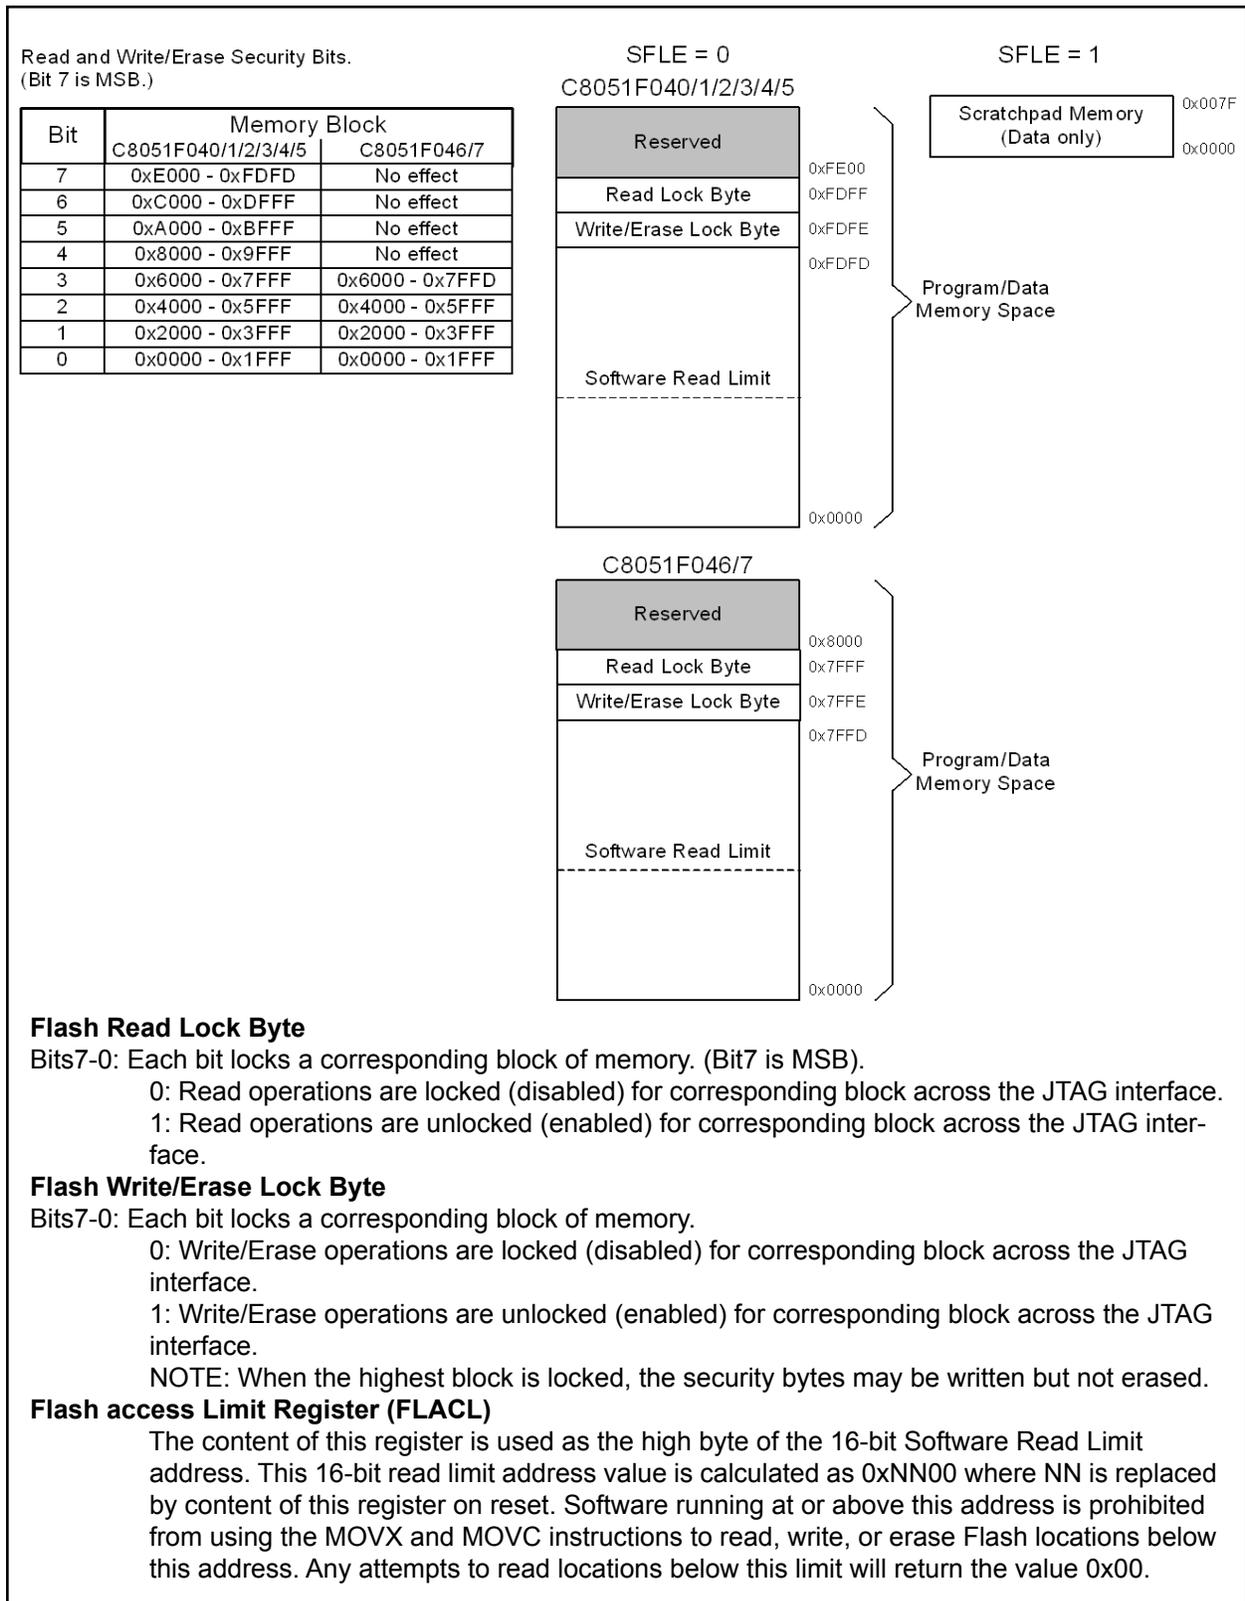 Read and Write/Erase Security Bits.
(Bit 7 is MSB.)
Bit Memory Block
C8051F040/1/2/3/4/5 C8051F046/7
7 0xE000 - 0xFDFD No effect
6 0xC000 - 0xDFFF No effect
5 0xA000 - 0xBFFF No effect
4 0x8000 - 0x9FFF No effect
3 0x6000 - 0x7FFF 0x6000 - 0x7FFD
2 0x4000 - 0x5FFF 0x4000 - 0x5FFF
1 0x2000 - 0x3FFF 0x2000 - 0x3FFF
0 0x0000 - 0x1FFF 0x0000 - 0x1FFF
SFLE = 0
C8051F040/1/2/3/4/5
Reserved
0xFE00
Read Lock Byte 0xFDFF
Write/Erase Lock Byte 0xFDFE
0xFDFD
Software Read Limit
0x0000
Program/Data
Memory Space
SFLE = 1
Scratchpad Memory
(Data only)
0x007F
0x0000
C8051F046/7
Reserved
0x8000
Read Lock Byte 0x7FFF
Write/Erase Lock Byte 0x7FFE
0x7FFD
Software Read Limit
0x0000
Program/Data
Memory Space
Flash Read Lock Byte
Bits7-0: Each bit locks a corresponding block of memory. (Bit7 is MSB).
0: Read operations are locked (disabled) for corresponding block across the JTAG interface.
1: Read operations are unlocked (enabled) for corresponding block across the JTAG inter-
face.
Flash Write/Erase Lock Byte
Bits7-0: Each bit locks a corresponding block of memory.
0: Write/Erase operations are locked (disabled) for corresponding block across the JTAG
interface.
1: Write/Erase operations are unlocked (enabled) for corresponding block across the JTAG
interface.
NOTE: When the highest block is locked, the security bytes may be written but not erased.
Flash access Limit Register (FLACL)
The content of this register is used as the high byte of the 16-bit Software Read Limit
address. This 16-bit read limit address value is calculated as 0xNN00 where NN is replaced
by content of this register on reset. Software running at or above this address is prohibited
from using the MOVX and MOVC instructions to read, write, or erase Flash locations below
this address. Any attempts to read locations below this limit will return the value 0x00.